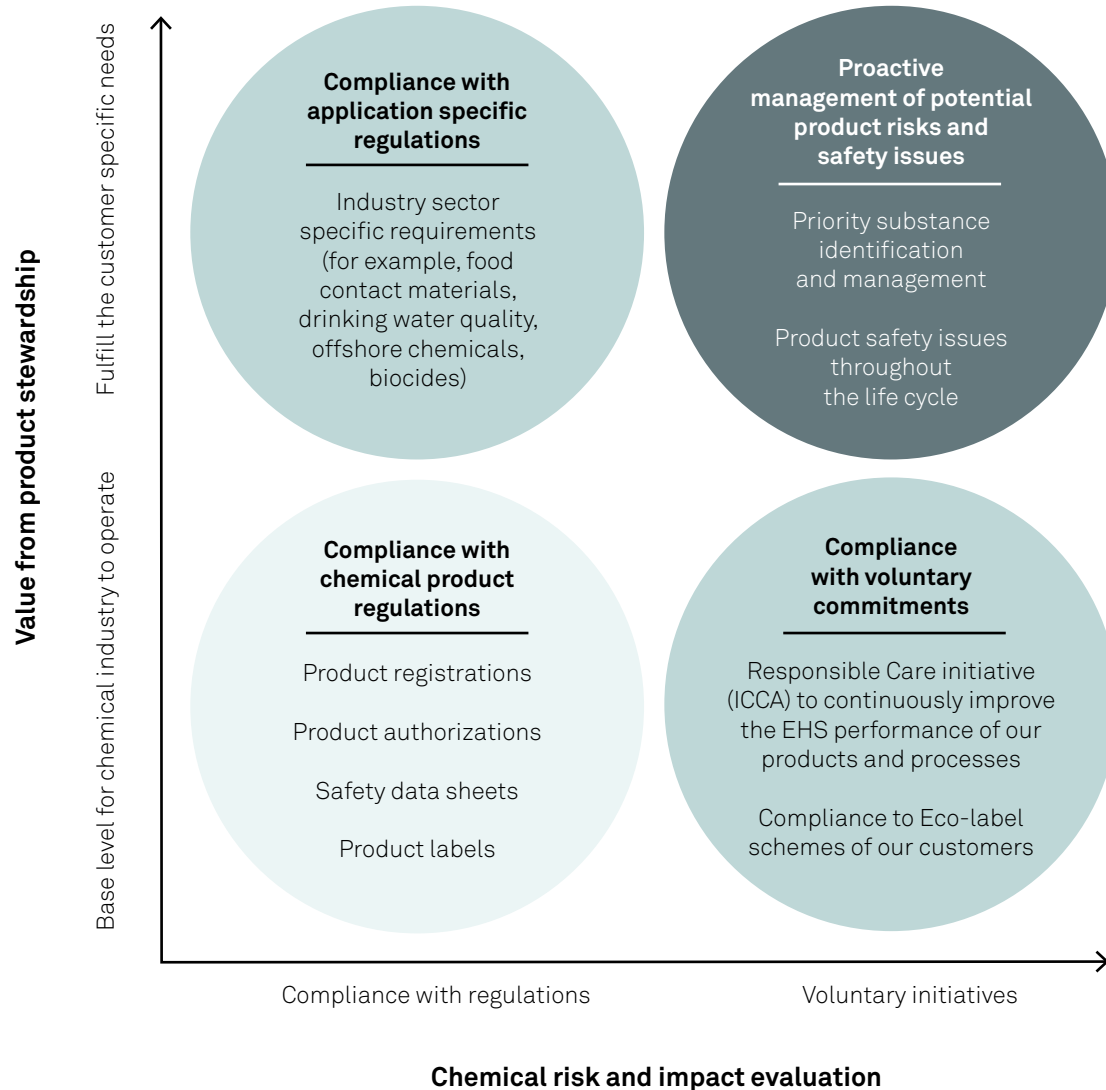 Value from product stewardship
Fulfill the customer specific needs
Base level for chemical industry to operate
Compliance with
application specific
regulations
Industry sector
specific requirements
(for example, food
contact materials,
drinking water quality,
offshore chemicals,
biocides)
Proactive
management of potential
product risks and
safety issues
Priority substance
identification
and management
Product safety issues
throughout
the life cycle
Compliance with
chemical product
regulations
Product registrations
Product authorizations
Safety data sheets
Product labels
Compliance
with voluntary
commitments
Responsible Care initiative
(ICCA) to continuously improve
the EHS performance of our
products and processes
Compliance to Eco-label
schemes of our customers
Compliance with regulations
Voluntary initiatives
Chemical risk and impact evaluation